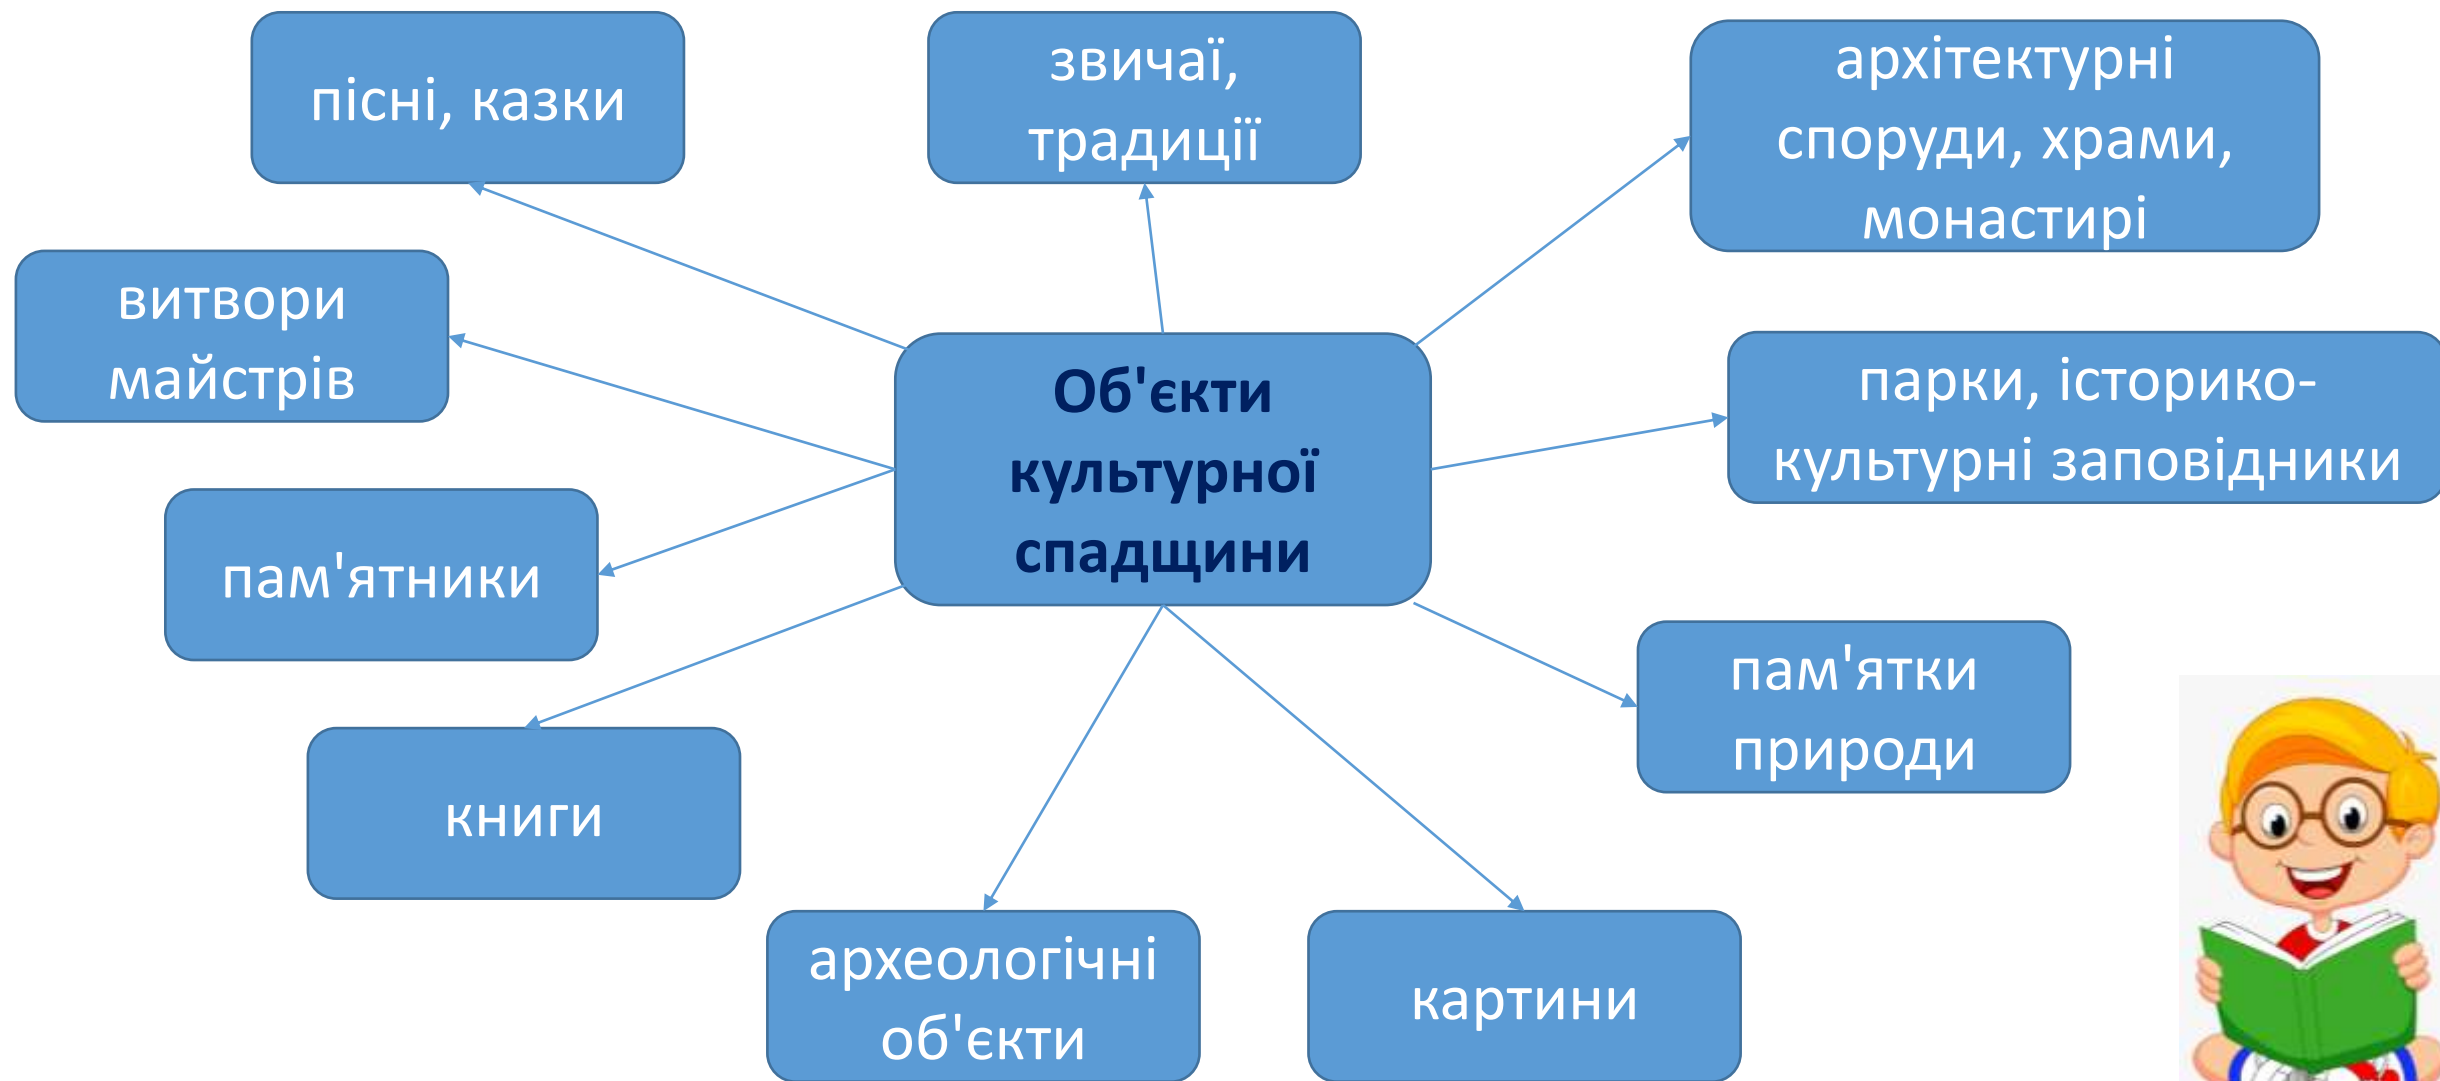 пісні, казки
звичаї,
традиції
архітектурні
споруди, храми,
монастирі
витвори
майстрів
Об'єкти
культурної
спадщини
парки, історико-
культурні заповідники
пам'ятники
пам'ятки
природи
книги
археологічні
об'єкти
картини